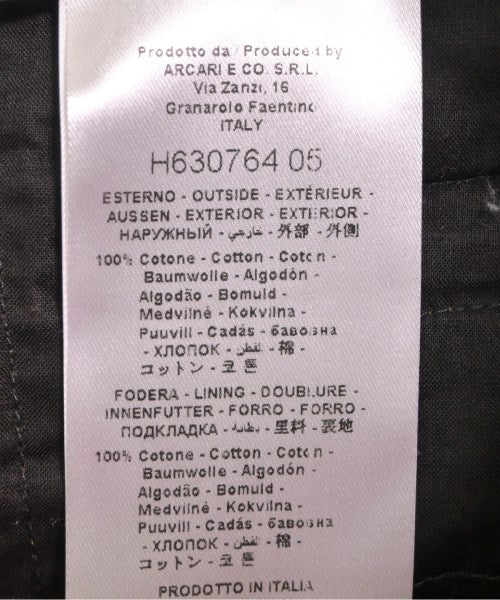 Prodotto da / Produced by
ARCARI E CO. S.R.L.
Via Zanzi, 16
Granarolo Faentino
ITALY
H630764 05
ESTERNO - OUTSIDE - EXTÉRIEUR -
AUSSEN - EXTERIOR - EXTERIOR -
НАРУЖНЫЙ - خارجي - 外部 - 外側
100% Cotone - Cotton - Coton -
Baumwolle - Algodón -
Algodão - Bomuld -
Medvilnė - Kokvilna -
Puuvill - Cadás - бавовна
- ХЛОПОК - القطن - 棉 -
コットン - 코튼
FODERA - LINING - DOUBLURE -
INNENFUTTER - FORRO - FORRO -
ПОДКЛАДКА - بطانة - 里料 - 裏地
100% Cotone - Cotton - Coton -
Baumwolle - Algodón -
Algodão - Bomuld -
Medvilnė - Kokvilna -
Puuvill - Cadás - бавовна
- ХЛОПОК - القطن - 棉 -
コットン - 코튼
PRODOTTO IN ITALIA